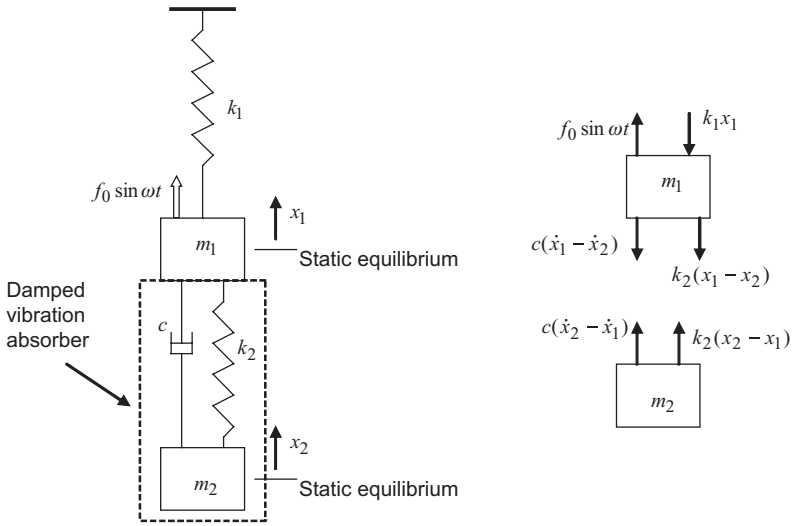 k₁
f₀ sin ωt
x₁
m₁
Static equilibrium
Damped
vibration
absorber
c
k₂
x₂
m₂
Static equilibrium
f₀ sin ωt
k₁x₁
m₁
c(ẋ₁ − ẋ₂)
k₂(x₁ − x₂)
c(ẋ₂ − ẋ₁)
k₂(x₂ − x₁)
m₂